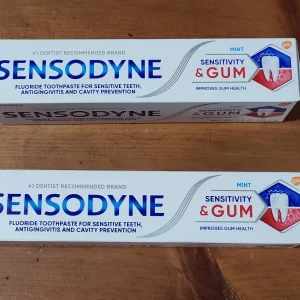 #1 DENTIST RECOMMENDED BRAND
SENSODYNE
FLUORIDE TOOTHPASTE FOR SENSITIVE TEETH,
ANTIGINGIVITIS AND CAVITY PREVENTION
MINT
SENSITIVITY
& GUM
IMPROVES GUM HEALTH
gsk
SENSODYNE
& GUM
#1 DENTIST RECOMMENDED BRAND
SENSODYNE
FLUORIDE TOOTHPASTE FOR SENSITIVE TEETH,
ANTIGINGIVITIS AND CAVITY PREVENTION
MINT
SENSITIVITY
& GUM
IMPROVES GUM HEALTH
gsk